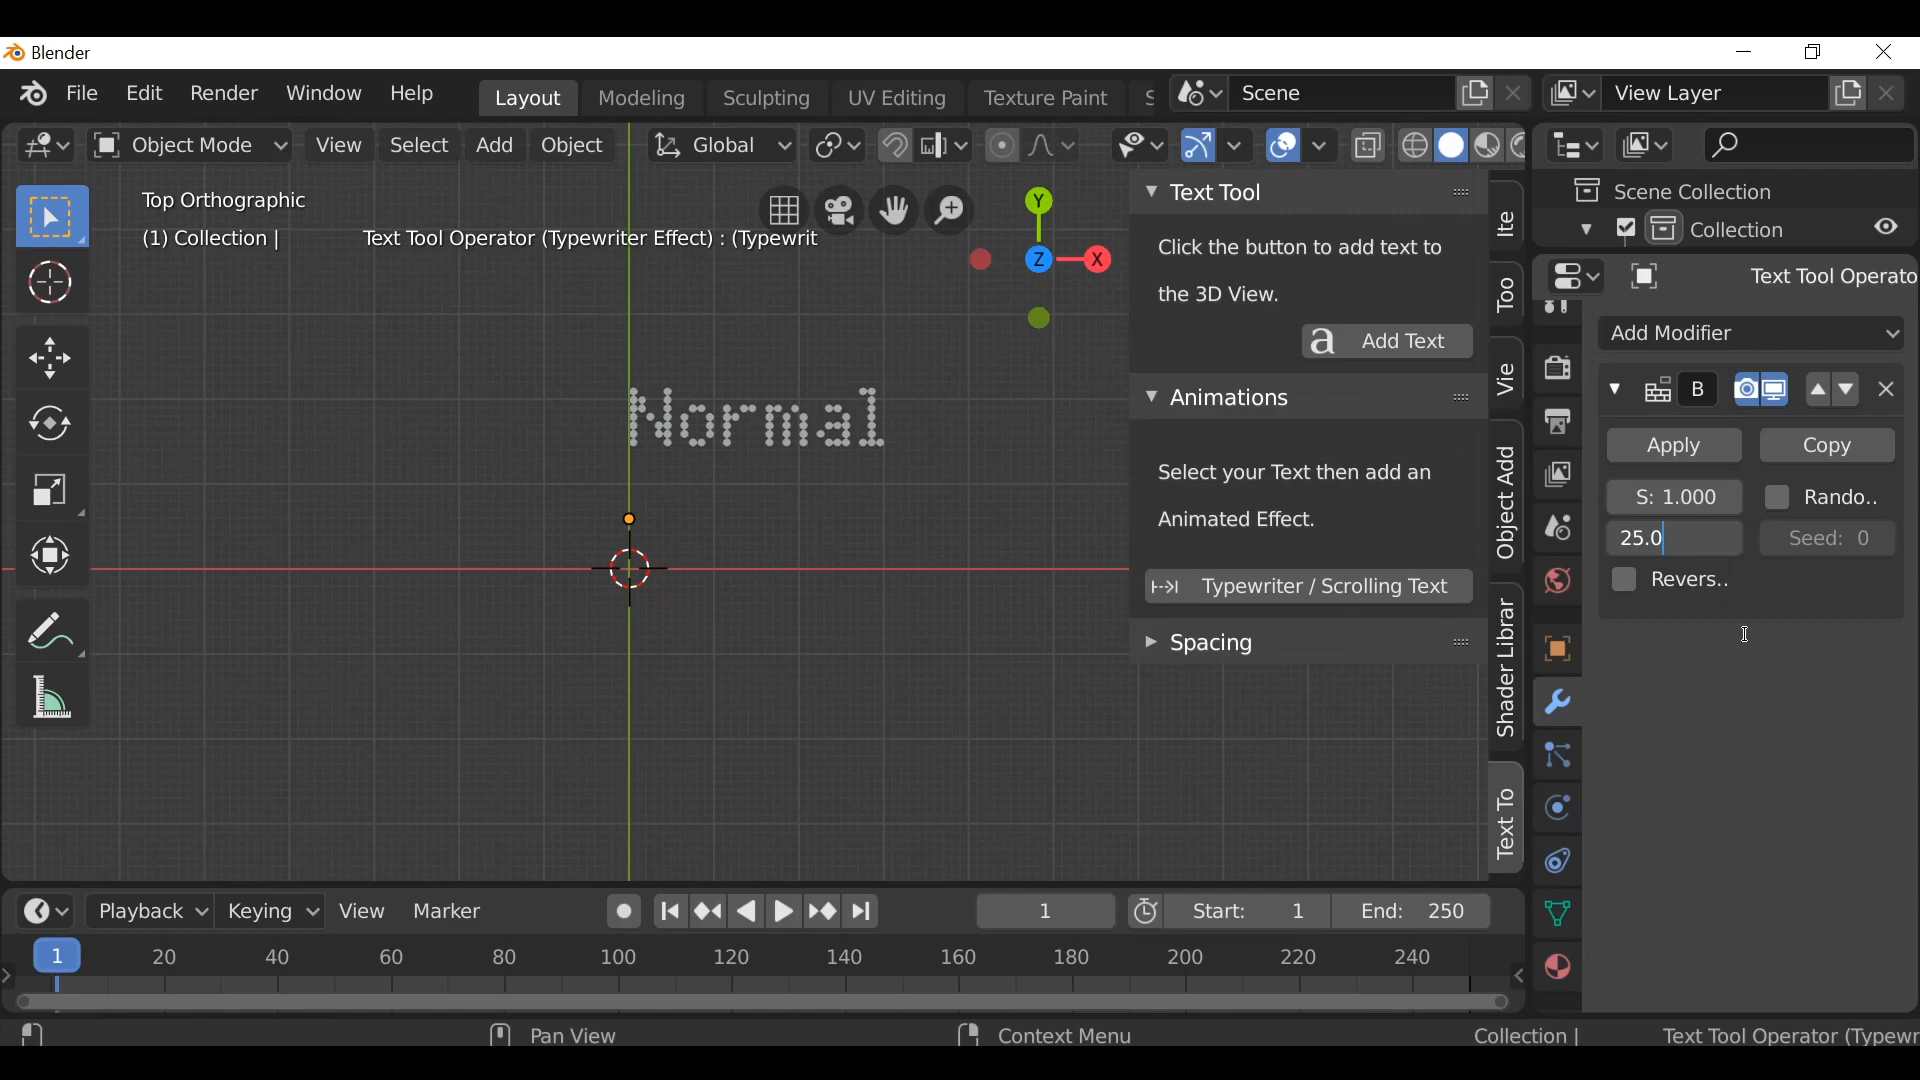 Blender
File Edit Render Window Help Layout Modeling Sculpting UV Editing Texture Paint S Scene View Layer
Object Mode View Select Add Object Global
Top Orthographic
(1) Collection | Text Tool Operator (Typewriter Effect) : (Typewrit
Y
Z
X
Normal
Text Tool
Click the button to add text to
the 3D View.
a Add Text
Animations
Select your Text then add an
Animated Effect.
Typewriter / Scrolling Text
Spacing
Ite
Too
Vie
Object Add
Shader Librar
Text To
Scene Collection
Collection
Text Tool Operato
Add Modifier
B
Apply Copy
S: 1.000 Rando..
25.0 Seed: 0
Revers..
Playback Keying View Marker 1 Start: 1 End: 250
1 20 40 60 80 100 120 140 160 180 200 220 240
Pan View Context Menu Collection | Text Tool Operator (Typewr